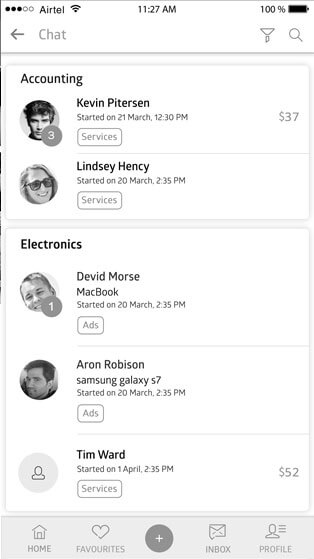 Airtel 11:27 AM 100 %
Chat
Accounting
Kevin Pitersen
Started on 21 March, 12:30 PM
$37
3
Services
Lindsey Hency
Started on 20 March, 2:35 PM
Services
Electronics
Devid Morse
MacBook
Started on 20 March, 2:35 PM
1
Ads
Aron Robison
samsung galaxy s7
Started on 20 March, 2:35 PM
Ads
Tim Ward
Started on 1 April, 2:35 PM
$52
Services
HOME FAVOURITES + INBOX PROFILE